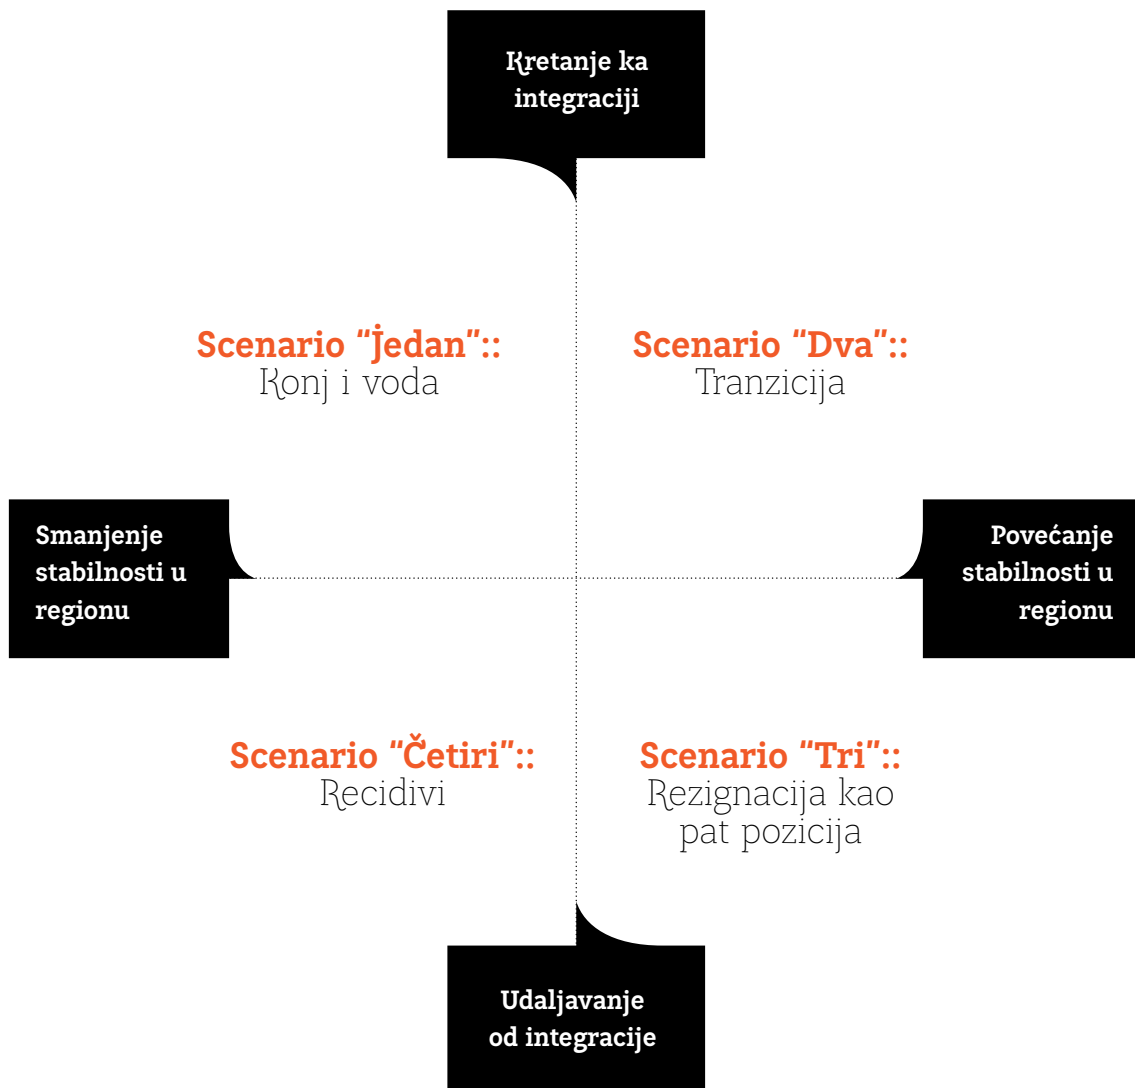 Kretanje ka
integraciji
Scenario “Jedan”::
Konj i voda
Scenario “Dva”::
Tranzicija
Smanjenje
stabilnosti u
regionu
Povećanje
stabilnosti u
regionu
Scenario “Četiri”::
Recidivi
Scenario “Tri”::
Rezignacija kao
pat pozicija
Udaljavanje
od integracije